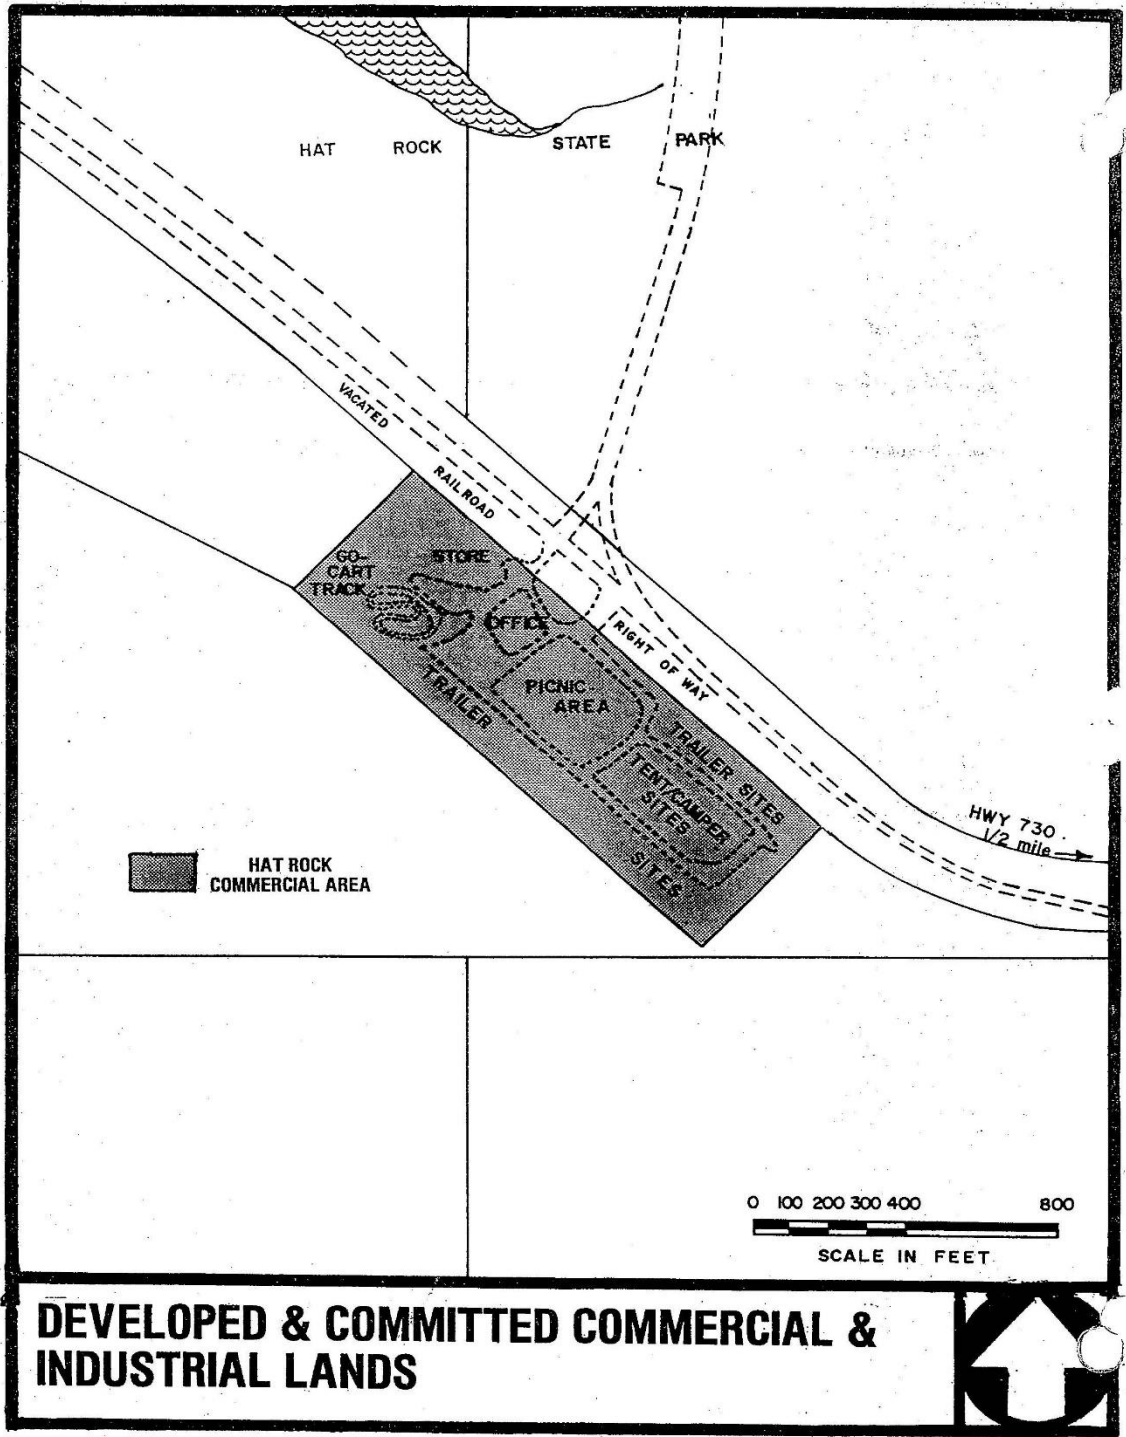 HAT ROCK STATE PARK
VACATED
RAILROAD
RIGHT OF WAY
GO-
CART
TRACK
STORE
OFFICE
PICNIC
AREA
TRAILER
SITES
TRAILER SITES
TENT/CAMPER
SITES
HWY 730
1/2 mile
HAT ROCK
COMMERCIAL AREA
0 100 200 300 400 800
SCALE IN FEET
DEVELOPED & COMMITTED COMMERCIAL &
INDUSTRIAL LANDS